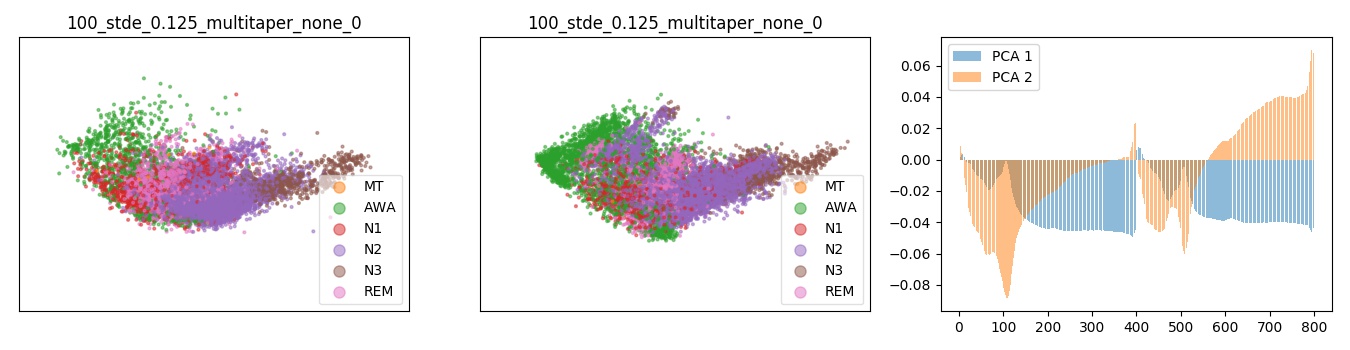 100_stde_0.125_multitaper_none_0
MT
AWA
N1
N2
N3
REM
100_stde_0.125_multitaper_none_0
MT
AWA
N1
N2
N3
REM
PCA 1
PCA 2
0.06
0.04
0.02
0.00
−0.02
−0.04
−0.06
−0.08
0 100 200 300 400 500 600 700 800